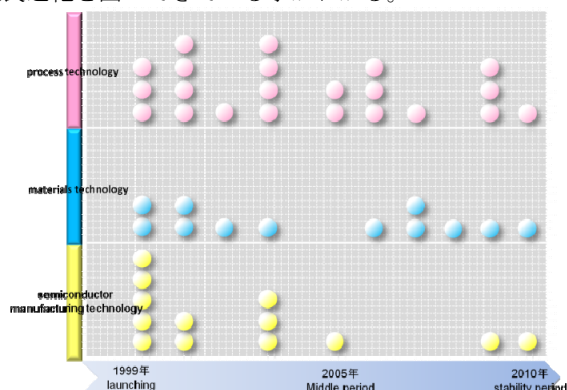 process technology
materials technology
semiconductor
manufacturing technology
1999年
launching
2005年
Middle period
2010年
stability period